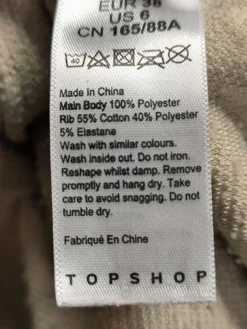 EUR 38
US 6
CN 165/88A
40
Made in China
Main Body 100% Polyester
Rib 55% Cotton 40% Polyester
5% Elastane
Wash with similar colours.
Wash inside out. Do not iron.
Reshape whilst damp. Remove
promptly and hang dry. Take
care to avoid snagging. Do not
tumble dry.
Fabriqué En Chine
TOPSHOP